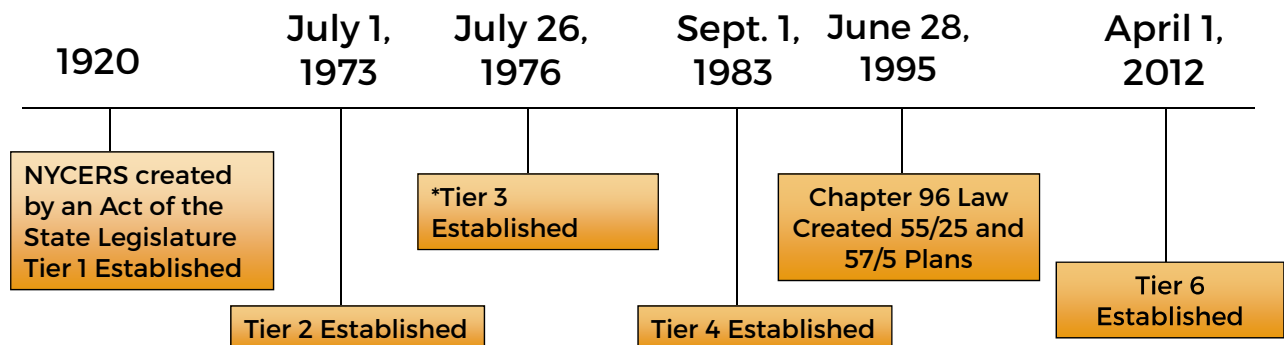 1920
July 1,
1973
July 26,
1976
Sept. 1,
1983
June 28,
1995
April 1,
2012
NYCERS created
by an Act of the
State Legislature
Tier 1 Established
Tier 2 Established
*Tier 3
Established
Tier 4 Established
Chapter 96 Law
Created 55/25 and
57/5 Plans
Tier 6
Established